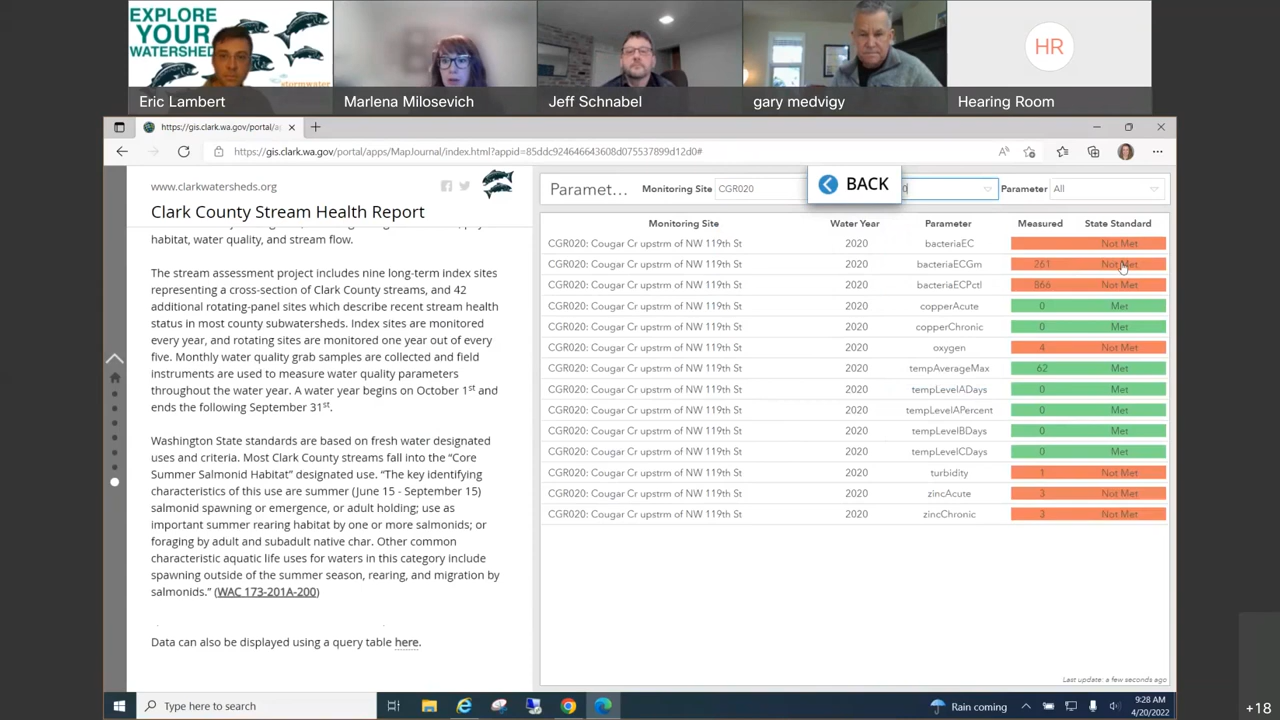 EXPLORE
YOUR
WATERSHED
stormwater
HR
Eric Lambert
Marlena Milosevich
Jeff Schnabel
gary medvigy
Hearing Room
https://gis.clark.wa.gov/portal/a
https://gis.clark.wa.gov/portal/apps/MapJournal/index.html?appid=85ddc924646643608d075537899d12d0#
www.clarkwatersheds.org
Clark County Stream Health Report
habitat, water quality, and stream flow.
The stream assessment project includes nine long-term index sites
representing a cross-section of Clark County streams, and 42
additional rotating-panel sites which describe recent stream health
status in most county subwatersheds. Index sites are monitored
every year, and rotating sites are monitored one year out of every
five. Monthly water quality grab samples are collected and field
instruments are used to measure water quality parameters
throughout the water year. A water year begins on October 1st and
ends the following September 31st.
Washington State standards are based on fresh water designated
uses and criteria. Most Clark County streams fall into the "Core
Summer Salmonid Habitat" designated use. "The key identifying
characteristics of this use are summer (June 15 - September 15)
salmonid spawning or emergence, or adult holding; use as
important summer rearing habitat by one or more salmonids; or
foraging by adult and subadult native char. Other common
characteristic aquatic life uses for waters in this category include
spawning outside of the summer season, rearing, and migration by
salmonids." (WAC 173-201A-200)
Data can also be displayed using a query table here.
Paramet... Monitoring Site CGR020 BACK 0 Parameter All
Monitoring Site Water Year Parameter Measured State Standard
CGR020: Cougar Cr upstrm of NW 119th St 2020 bacteriaEC Not Met
CGR020: Cougar Cr upstrm of NW 119th St 2020 bacteriaECGm 261 Not Met
CGR020: Cougar Cr upstrm of NW 119th St 2020 bacteriaECPctl 866 Not Met
CGR020: Cougar Cr upstrm of NW 119th St 2020 copperAcute 0 Met
CGR020: Cougar Cr upstrm of NW 119th St 2020 copperChronic 0 Met
CGR020: Cougar Cr upstrm of NW 119th St 2020 oxygen 4 Not Met
CGR020: Cougar Cr upstrm of NW 119th St 2020 tempAverageMax 62 Met
CGR020: Cougar Cr upstrm of NW 119th St 2020 tempLevelADays 0 Met
CGR020: Cougar Cr upstrm of NW 119th St 2020 tempLevelAPercent 0 Met
CGR020: Cougar Cr upstrm of NW 119th St 2020 tempLevelBDays 0 Met
CGR020: Cougar Cr upstrm of NW 119th St 2020 tempLevelCDays 0 Met
CGR020: Cougar Cr upstrm of NW 119th St 2020 turbidity 1 Not Met
CGR020: Cougar Cr upstrm of NW 119th St 2020 zincAcute 3 Not Met
CGR020: Cougar Cr upstrm of NW 119th St 2020 zincChronic 3 Not Met
Last update: a few seconds ago
Type here to search
Rain coming
9:28 AM
4/20/2022
+18